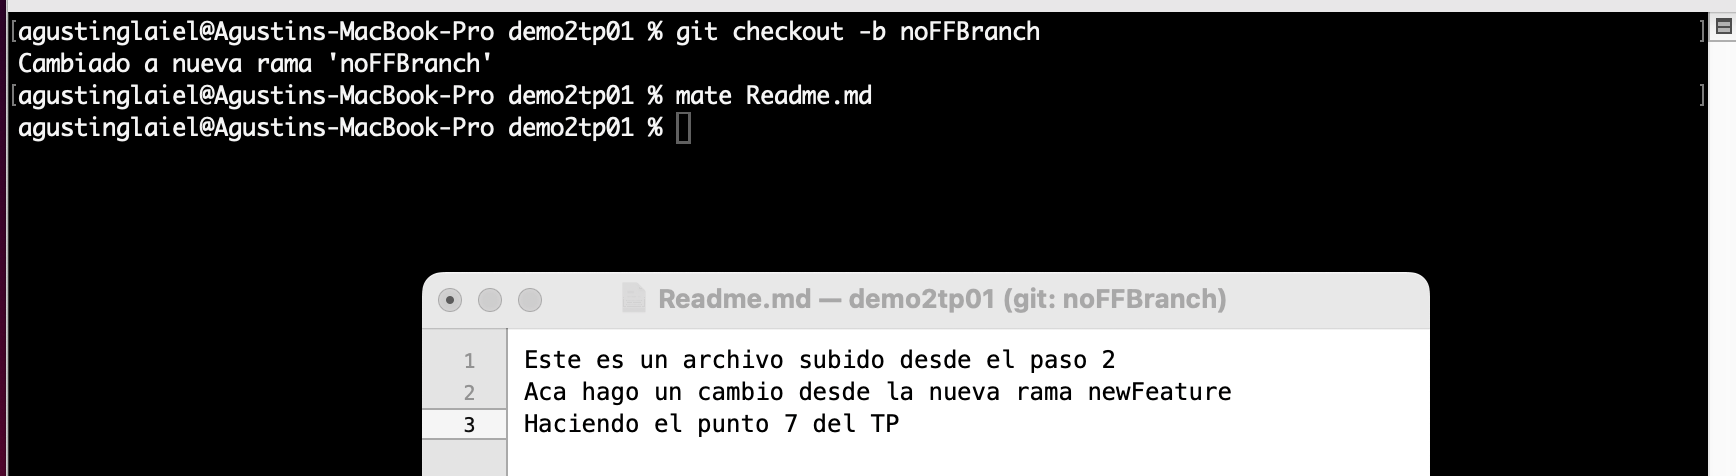 [agustinglaiel@Agustins-MacBook-Pro demo2tp01 % git checkout -b noFFBranch ]
Cambiado a nueva rama 'noFFBranch'
[agustinglaiel@Agustins-MacBook-Pro demo2tp01 % mate Readme.md ]
agustinglaiel@Agustins-MacBook-Pro demo2tp01 %
Readme.md — demo2tp01 (git: noFFBranch)
1 Este es un archivo subido desde el paso 2
2 Aca hago un cambio desde la nueva rama newFeature
3 Haciendo el punto 7 del TP